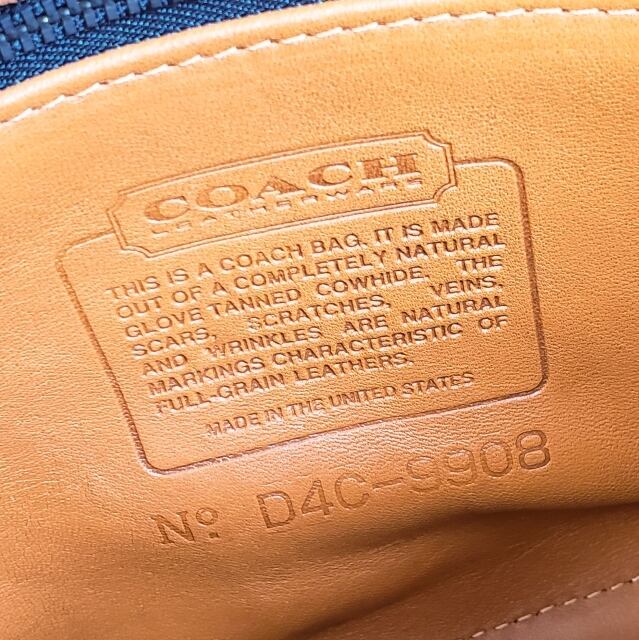 COACH
LEATHERWARE
THIS IS A COACH BAG. IT IS MADE
OUT OF A COMPLETELY NATURAL
GLOVE TANNED COWHIDE. THE
SCARS, SCRATCHES, VEINS,
AND WRINKLES ARE NATURAL
MARKINGS CHARACTERISTIC OF
FULL-GRAIN LEATHERS.
MADE IN THE UNITED STATES
No. D4C-9908